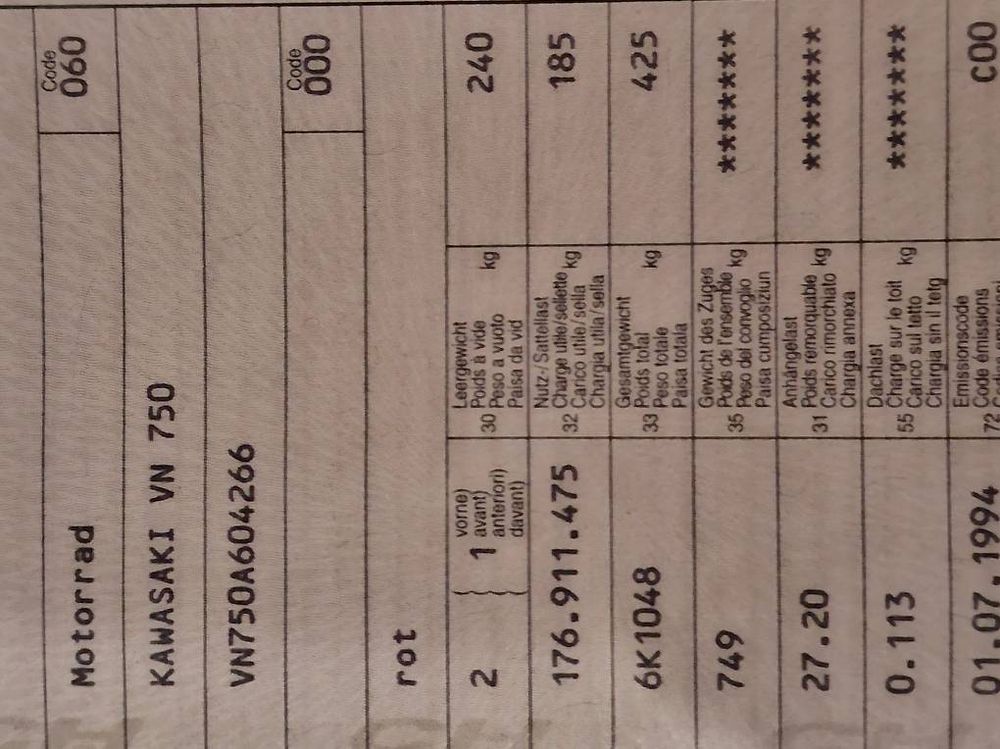 Motorrad
Code
060
KAWASAKI VN 750
VN750A604266
Code
000
rot
2 } 1 vorne)
} avant)
anteriori)
davant)
30 Leergewicht
Poids à vide
Peso a vuoto kg 240
Paisa da vid
176.911.475
32 Nutz-/Sattellast
Charge utile/sellette kg 185
Carico utile/sella
Chargia utila/sella
6K1048
33 Gesamtgewicht
Poids total
Peso totale kg 425
Paisa totala
749
35 Gewicht des Zuges
Poids de l'ensemble
Peso del convoglio kg *******
Paisa cumposiziun
27.20
31 Anhängelast
Poids remorquable
Carico rimorchiato kg *******
Chargia annexa
0.113
55 Dachlast
Charge sur le toit
Carico sul tetto kg *******
Chargia sin il tetg
01.07.1994
72 Emissionscode
Code émissions
C00